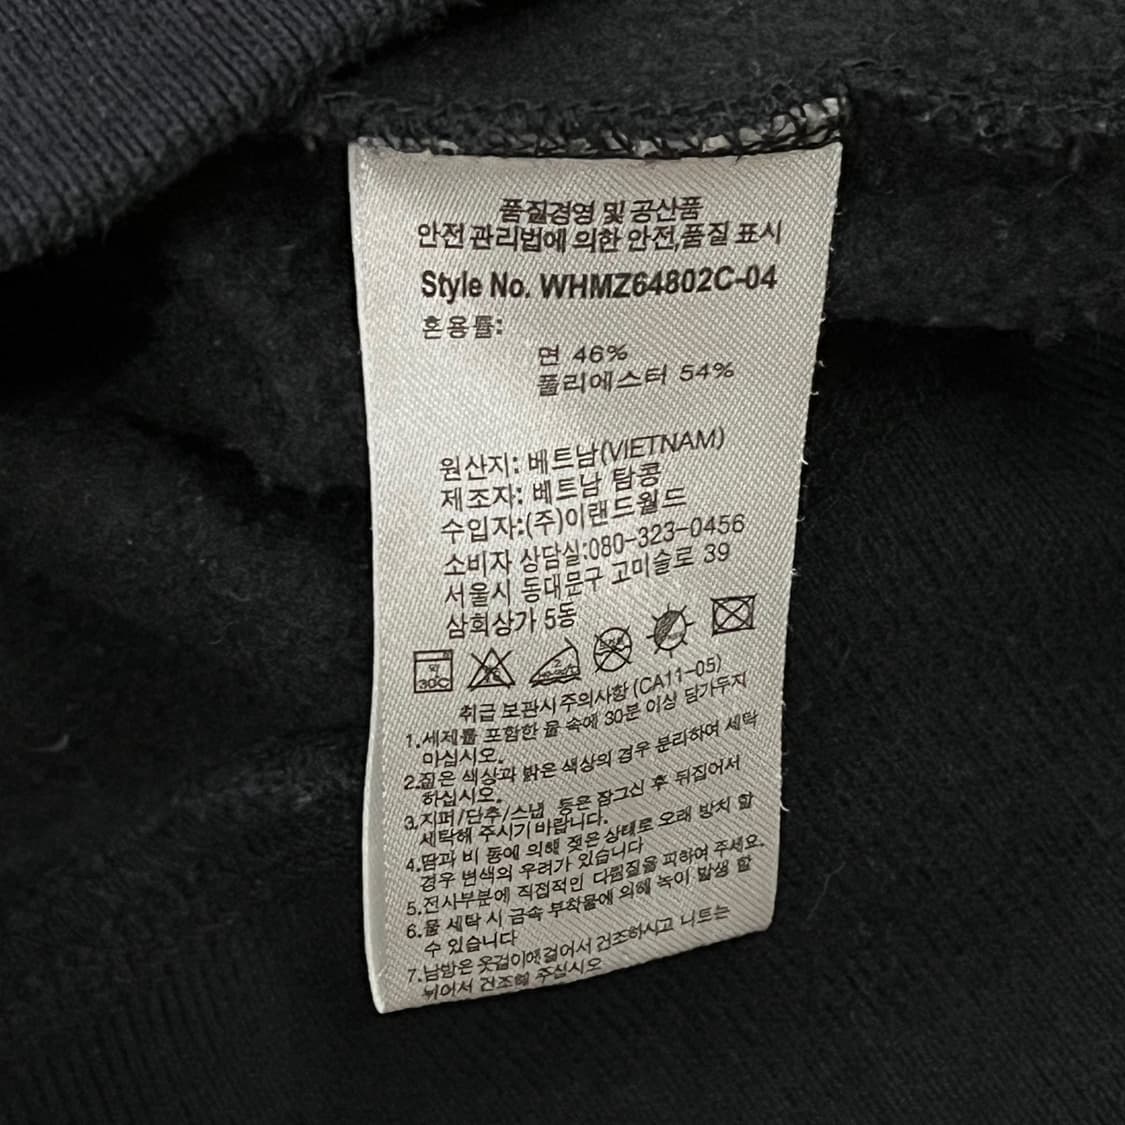 품질경영 및 공산품
안전 관리법에 의한 안전,품질 표시
Style No. WHMZ64802C-04
혼용률:
면 46%
폴리에스터 54%
원산지: 베트남(VIETNAM)
제조자: 베트남 탐콩
수입자:(주)이랜드월드
소비자 상담실:080-323-0456
서울시 동대문구 고미술로 39
삼희상가 5동
약
30℃
취급 보관시 주의사항 (CA11-05)
1.세제를 포함한 물 속에 30분 이상 담가두지
마십시오.
2.짙은 색상과 밝은 색상의 경우 분리하여 세탁
하십시오.
3.지퍼/단추/스냅 등은 잠그신 후 뒤집어서
세탁해 주시기 바랍니다.
4.땀과 비 등에 의해 젖은 상태로 오래 방치 할
경우 변색의 우려가 있습니다
5.전사부분에 직접적인 다림질을 피하여 주세요.
6.물 세탁 시 금속 부착물에 의해 녹이 발생 할
수 있습니다
7.남방은 옷걸이에걸어서 건조하시고 니트는
뉘어서 건조해 주십시오